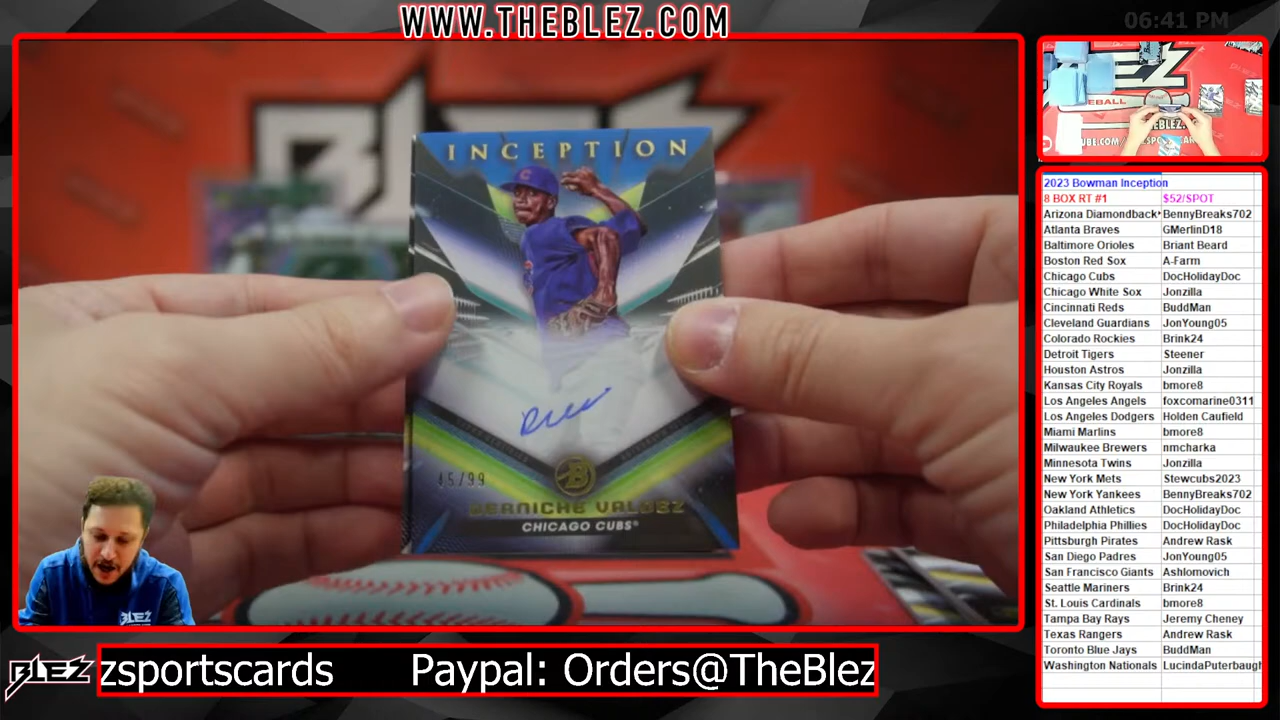 WWW.THEBLEZ.COM
06:41 PM
INCEPTION
45/99
CHICAGO CUBS®
BLEZ
zsportscards Paypal: Orders@TheBlez
EBALL
2023 Bowman Inception
8 BOX RT #1 $52/SPOT
Arizona Diamondback BennyBreaks702
Atlanta Braves GMerlinD18
Baltimore Orioles Briant Beard
Boston Red Sox A-Farm
Chicago Cubs DocHolidayDoc
Chicago White Sox Jonzilla
Cincinnati Reds BuddMan
Cleveland Guardians JonYoung05
Colorado Rockies Brink24
Detroit Tigers Steener
Houston Astros Jonzilla
Kansas City Royals bmore8
Los Angeles Angels foxcomarine0311
Los Angeles Dodgers Holden Caufield
Miami Marlins bmore8
Milwaukee Brewers nmcharka
Minnesota Twins Jonzilla
New York Mets Stewcubs2023
New York Yankees BennyBreaks702
Oakland Athletics DocHolidayDoc
Philadelphia Phillies DocHolidayDoc
Pittsburgh Pirates Andrew Rask
San Diego Padres JonYoung05
San Francisco Giants Ashlomovich
Seattle Mariners Brink24
St. Louis Cardinals bmore8
Tampa Bay Rays Jeremy Cheney
Texas Rangers Andrew Rask
Toronto Blue Jays BuddMan
Washington Nationals LucindaPuterbaugh